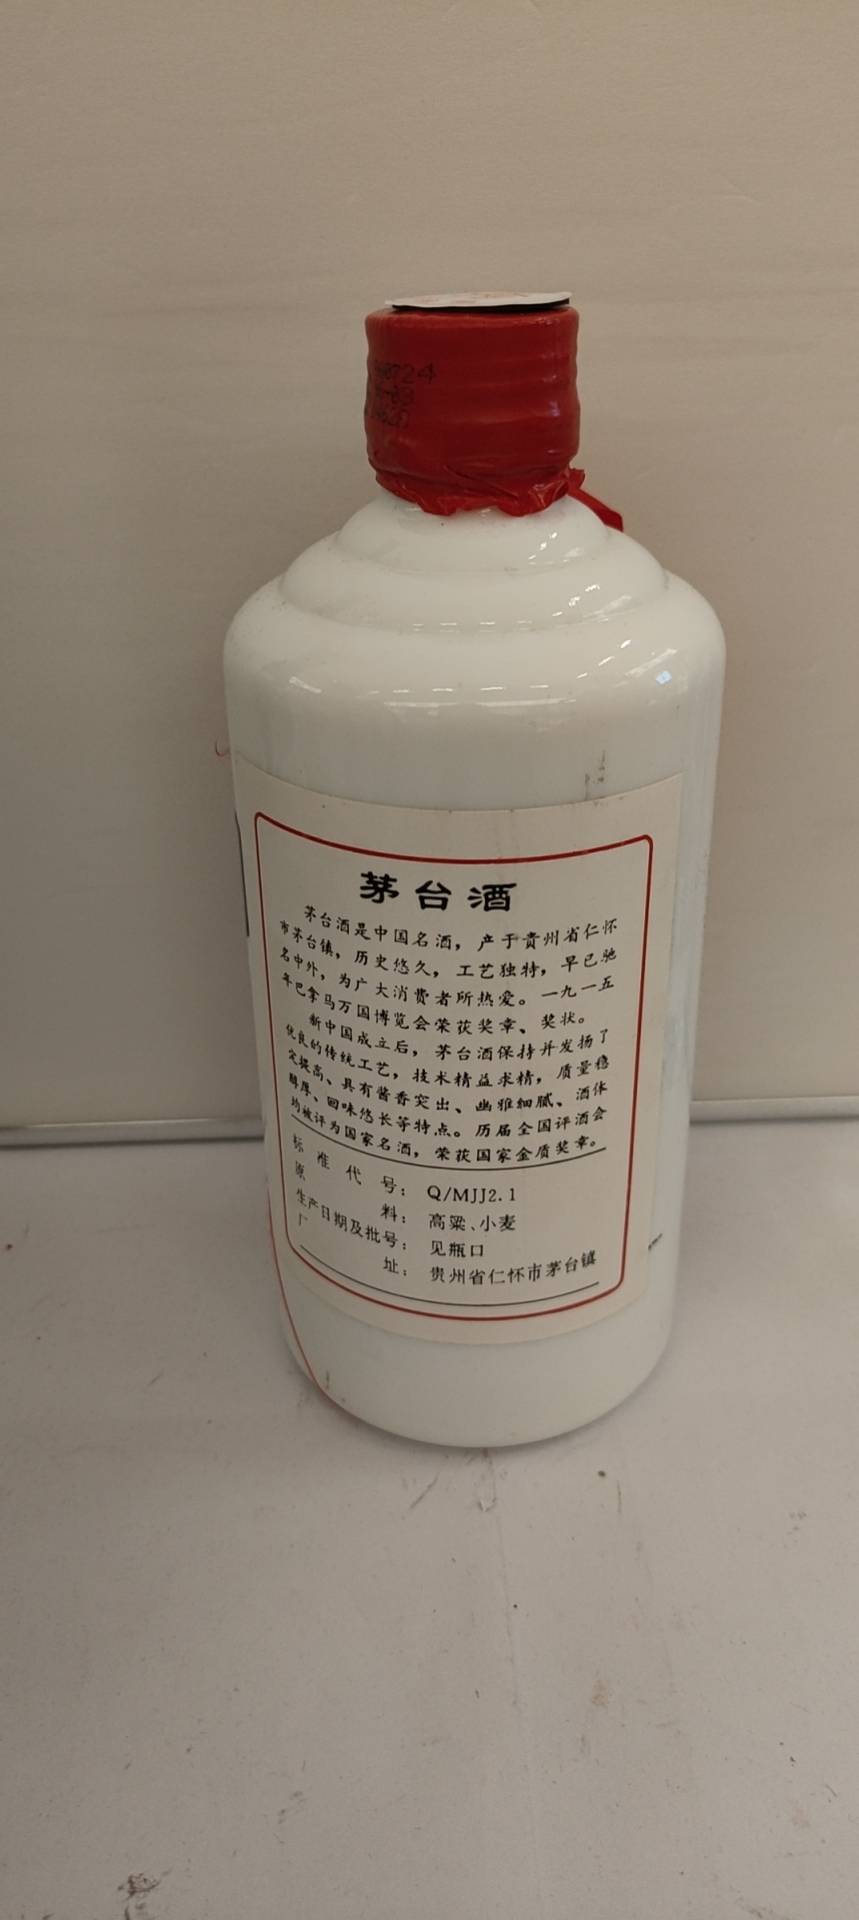 茅台酒
茅台酒是中国名酒，产于贵州省仁怀
市茅台镇，历史悠久，工艺独特，早已驰
名中外，为广大消费者所热爱。一九一五
年巴拿马万国博览会荣获奖章、奖状。
新中国成立后，茅台酒保持并发扬了
优良的传统工艺，技术精益求精，质量稳
定提高、具有酱香突出、幽雅细腻、酒体
醇厚、回味悠长等特点。历届全国评酒会
均被评为国家名酒，荣获国家金质奖章。
标准代号：Q/MJJ2.1
原料：高粱、小麦
生产日期及批号：见瓶口
厂址：贵州省仁怀市茅台镇